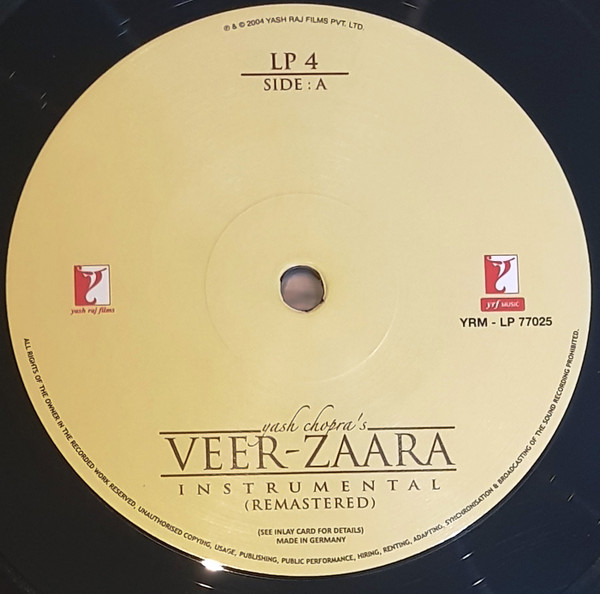 ℗ & © 2004 YASH RAJ FILMS PVT. LTD.
LP 4
SIDE : A
yash raj films
yrf MUSIC
YRM - LP 77025
yash chopra's
VEER-ZAARA
INSTRUMENTAL
(REMASTERED)
(SEE INLAY CARD FOR DETAILS)
MADE IN GERMANY
ALL RIGHTS OF THE OWNER IN THE RECORDED WORK RESERVED, UNAUTHORISED COPYING, USAGE, PUBLISHING, PUBLIC PERFORMANCE, HIRING, RENTING, ADAPTING, SYNCHRONISATION & BROADCASTING OF THE SOUND RECORDING PROHIBITED.